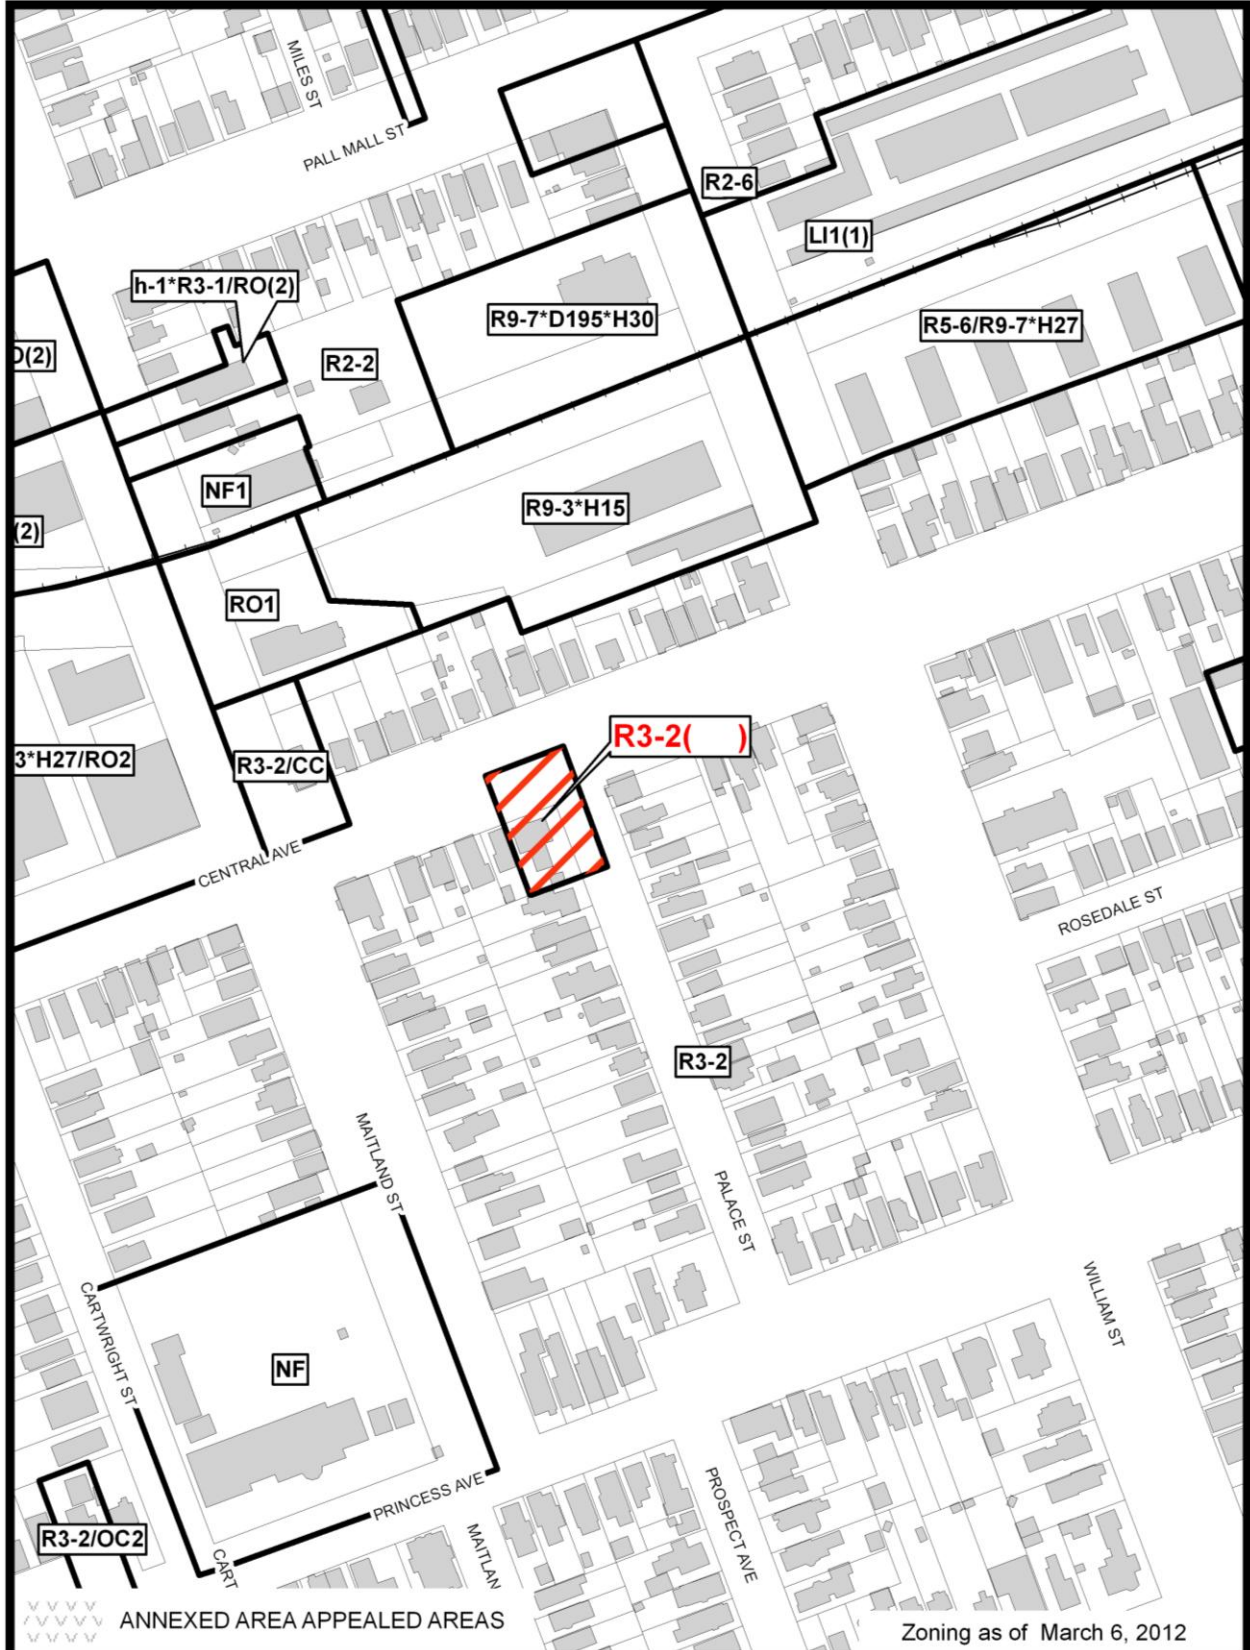 MILES ST
PALL MALL ST
R2-6
LI1(1)
h-1*R3-1/RO(2)
R9-7*D195*H30
R5-6/R9-7*H27
O(2)
R2-2
NF1
R9-3*H15
(2)
RO1
R3-2( )
3*H27/RO2
R3-2/CC
CENTRAL AVE
ROSEDALE ST
R3-2
MAITLAND ST
PALACE ST
WILLIAM ST
CARTWRIGHT ST
NF
PRINCESS AVE
PROSPECT AVE
R3-2/OC2
MAITLAN
CART
ANNEXED AREA APPEALED AREAS
Zoning as of March 6, 2012